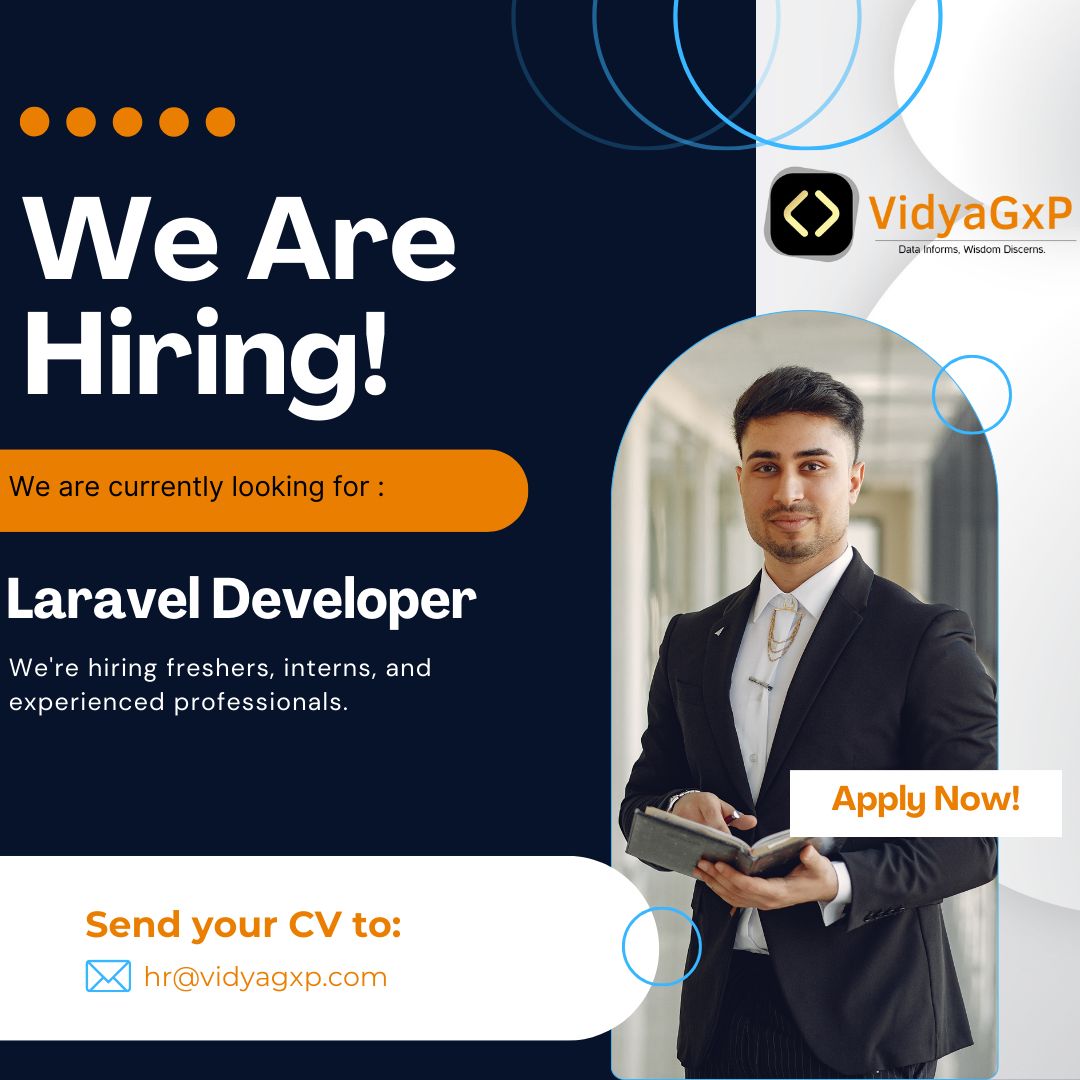 We Are
Hiring!
VidyaGxP
Data Informs, Wisdom Discerns.
We are currently looking for :
Laravel Developer
We're hiring freshers, interns, and
experienced professionals.
Apply Now!
Send your CV to:
hr@vidyagxp.com